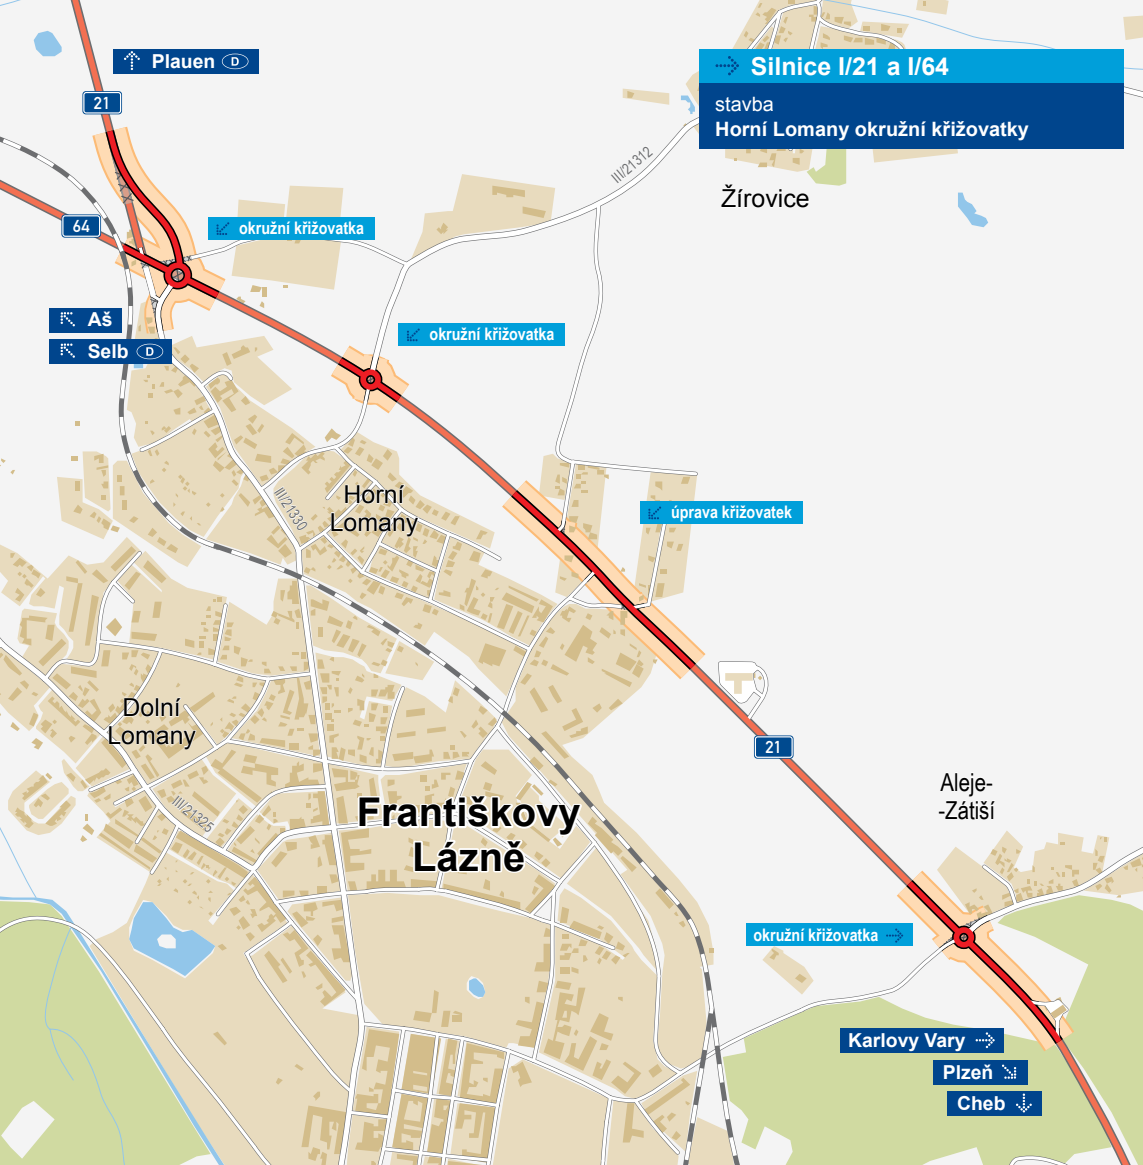 Plauen D
Silnice I/21 a I/64
stavba
Horní Lomany okružní křižovatky
21
III/21312
Žírovice
64
okružní křižovatka
Aš
Selb D
okružní křižovatka
Horní
Lomany
III/21330
úprava křižovatek
Dolní
Lomany
21
Aleje-
-Zátiší
III/21325
Františkovy
Lázně
okružní křižovatka
Karlovy Vary
Plzeň
Cheb